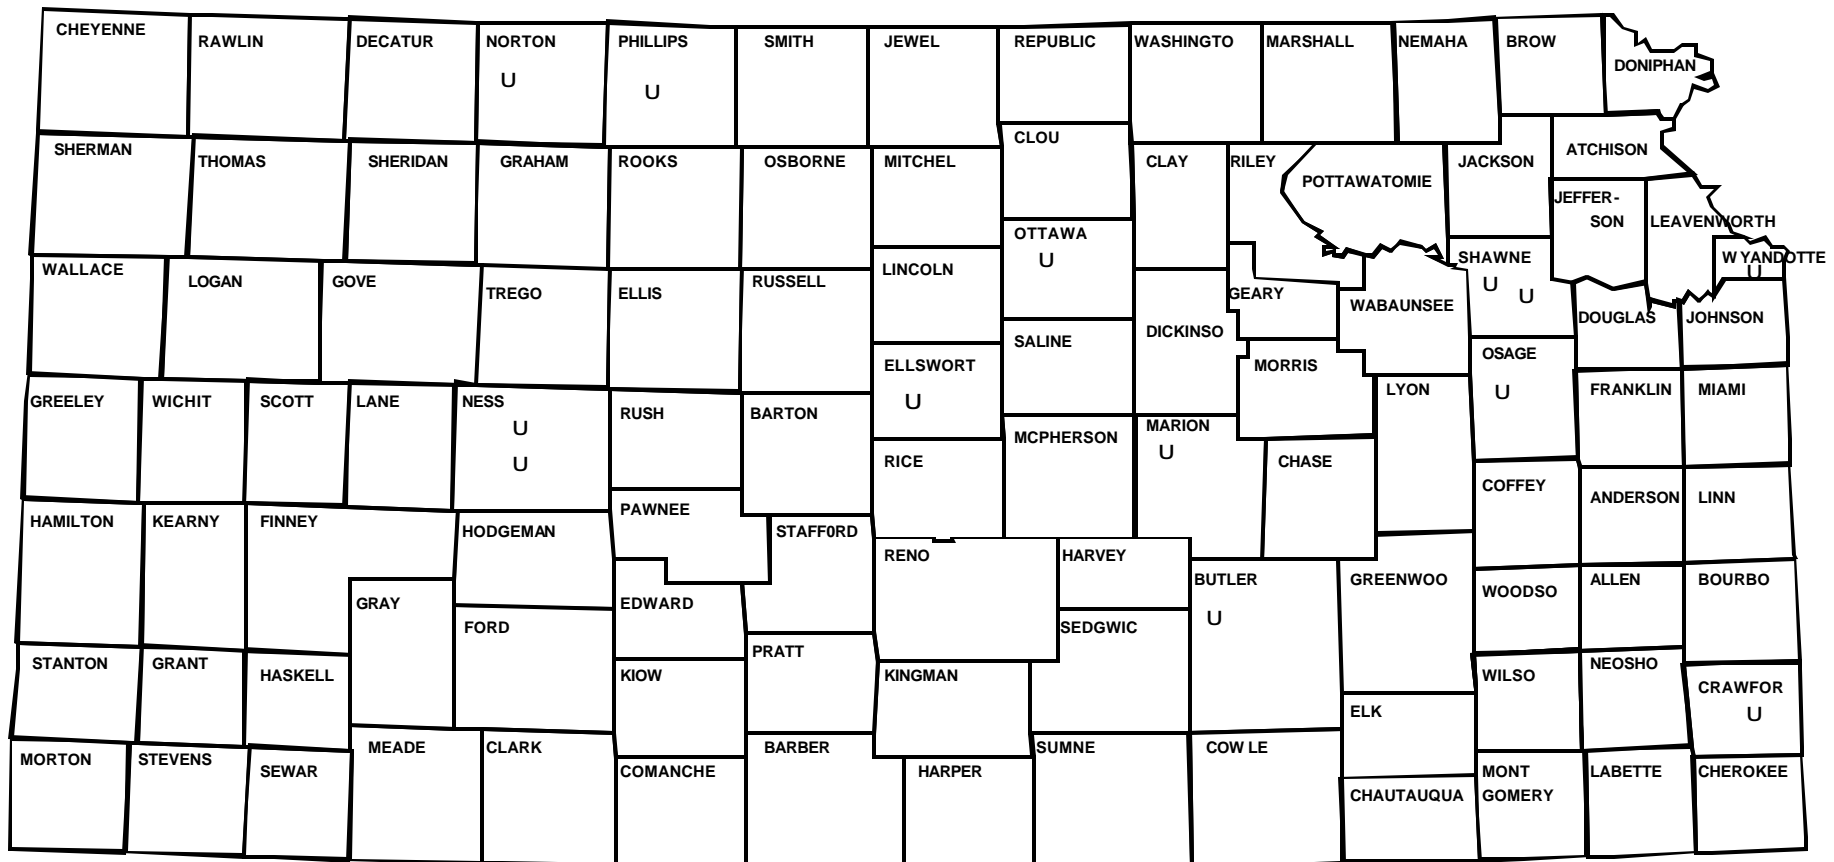 CHEYENNE
RAWLIN
DECATUR
NORTON
PHILLIPS
SMITH
JEWEL
REPUBLIC
WASHINGTO
MARSHALL
NEMAHA
BROW
DONIPHAN
U
U
SHERMAN
THOMAS
SHERIDAN
GRAHAM
ROOKS
OSBORNE
MITCHEL
CLOU
CLAY
RILEY
POTTAWATOMIE
JACKSON
ATCHISON
JEFFER-
SON
LEAVENWORTH
WYANDOTTE
U
WALLACE
LOGAN
GOVE
TREGO
ELLIS
RUSSELL
LINCOLN
OTTAWA
U
GEARY
WABAUNSEE
SHAWNE
U
U
DOUGLAS
JOHNSON
SALINE
DICKINSO
MORRIS
OSAGE
U
ELLSWORT
U
GREELEY
WICHIT
SCOTT
LANE
NESS
U
U
RUSH
BARTON
RICE
MCPHERSON
MARION
U
CHASE
LYON
FRANKLIN
MIAMI
COFFEY
ANDERSON
LINN
HAMILTON
KEARNY
FINNEY
HODGEMAN
PAWNEE
STAFF0RD
RENO
HARVEY
BUTLER
U
GREENWOO
WOODSO
ALLEN
BOURBO
GRAY
FORD
EDWARD
SEDGWIC
STANTON
GRANT
HASKELL
KIOW
PRATT
KINGMAN
ELK
WILSO
NEOSHO
CRAWFOR
U
MORTON
STEVENS
SEWAR
MEADE
CLARK
COMANCHE
BARBER
HARPER
SUMNE
COW LE
CHAUTAUQUA
MONT
GOMERY
LABETTE
CHEROKEE